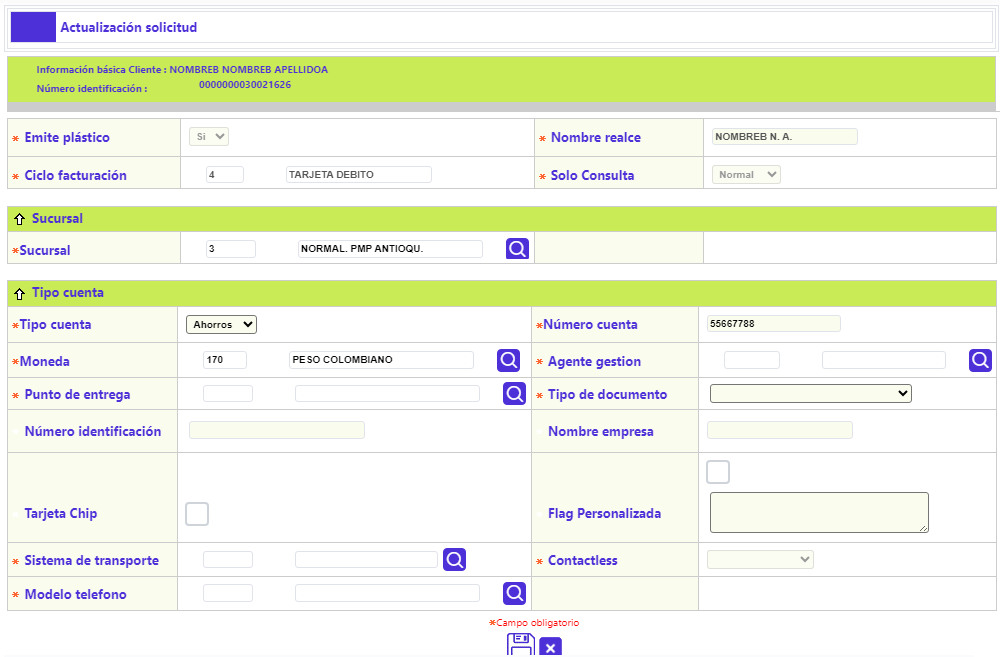 Actualización solicitud
Información básica Cliente : NOMBREB NOMBREB APELLIDOA
Número identificación : 0000000030021626
* Emite plástico Si * Nombre realce NOMBREB N. A.
* Ciclo facturación 4 TARJETA DEBITO * Solo Consulta Normal
Sucursal
*Sucursal 3 NORMAL. PMP ANTIOQU.
Tipo cuenta
*Tipo cuenta Ahorros *Número cuenta 55667788
*Moneda 170 PESO COLOMBIANO * Agente gestion
* Punto de entrega * Tipo de documento
Número identificación Nombre empresa
Tarjeta Chip Flag Personalizada
* Sistema de transporte * Contactless
* Modelo telefono
*Campo obligatorio